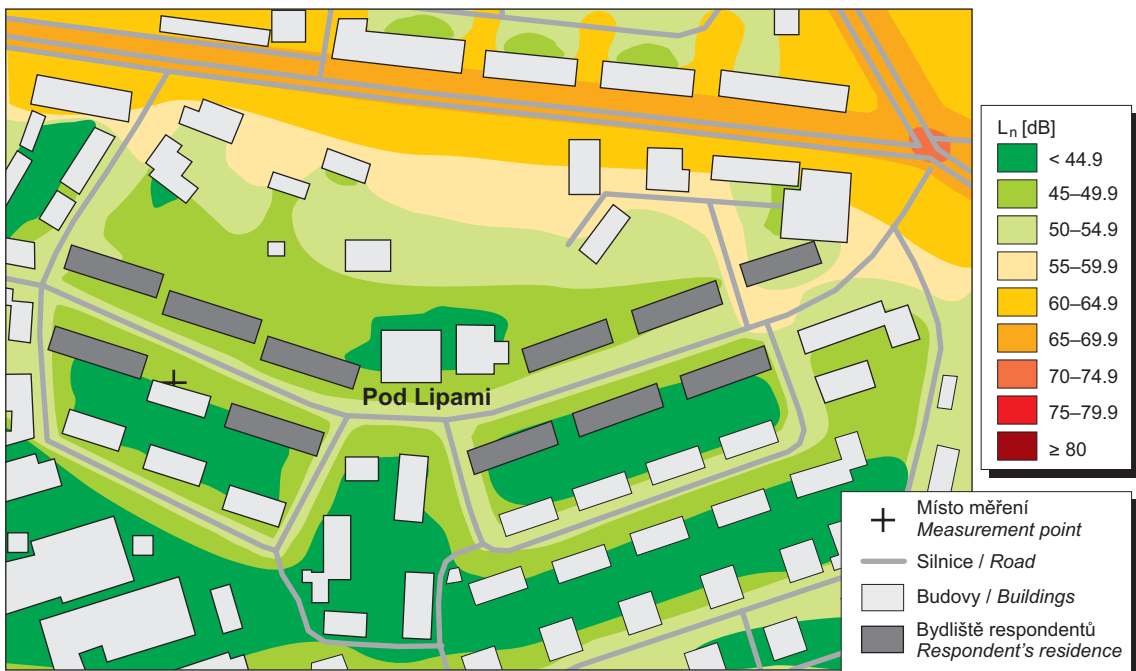 Pod Lipami
Ln [dB]
< 44.9
45–49.9
50–54.9
55–59.9
60–64.9
65–69.9
70–74.9
75–79.9
≥ 80
Místo měření
Measurement point
Silnice / Road
Budovy / Buildings
Bydliště respondentů
Respondent's residence